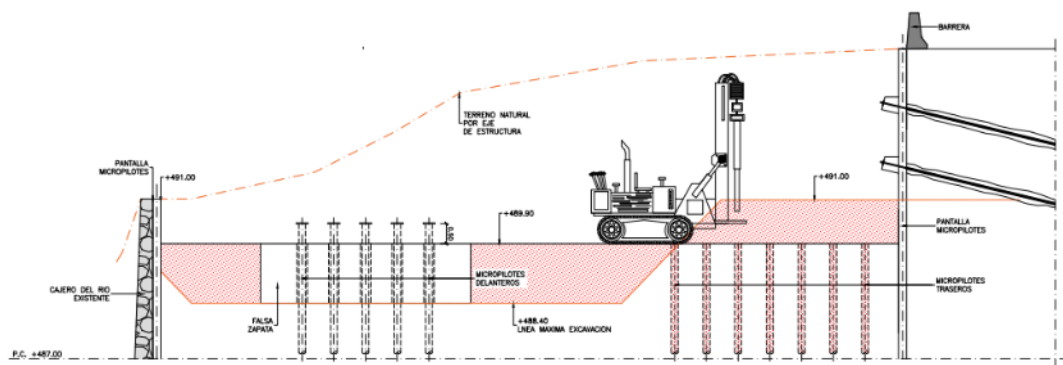 BARRERA
TERRENO NATURAL
POR EJE
DE ESTRUCTURA
PANTALLA
MICROPILOTES
+491.00
+491.00
0.50
+489.90
PANTALLA
MICROPILOTES
MICROPILOTES
DELANTEROS
MICROPILOTES
TRASEROS
CAJERO DEL RIO
EXISTENTE
FALSA
ZAPATA
+488.40
LINEA MAXIMA EXCAVACION
P.C. +487.00